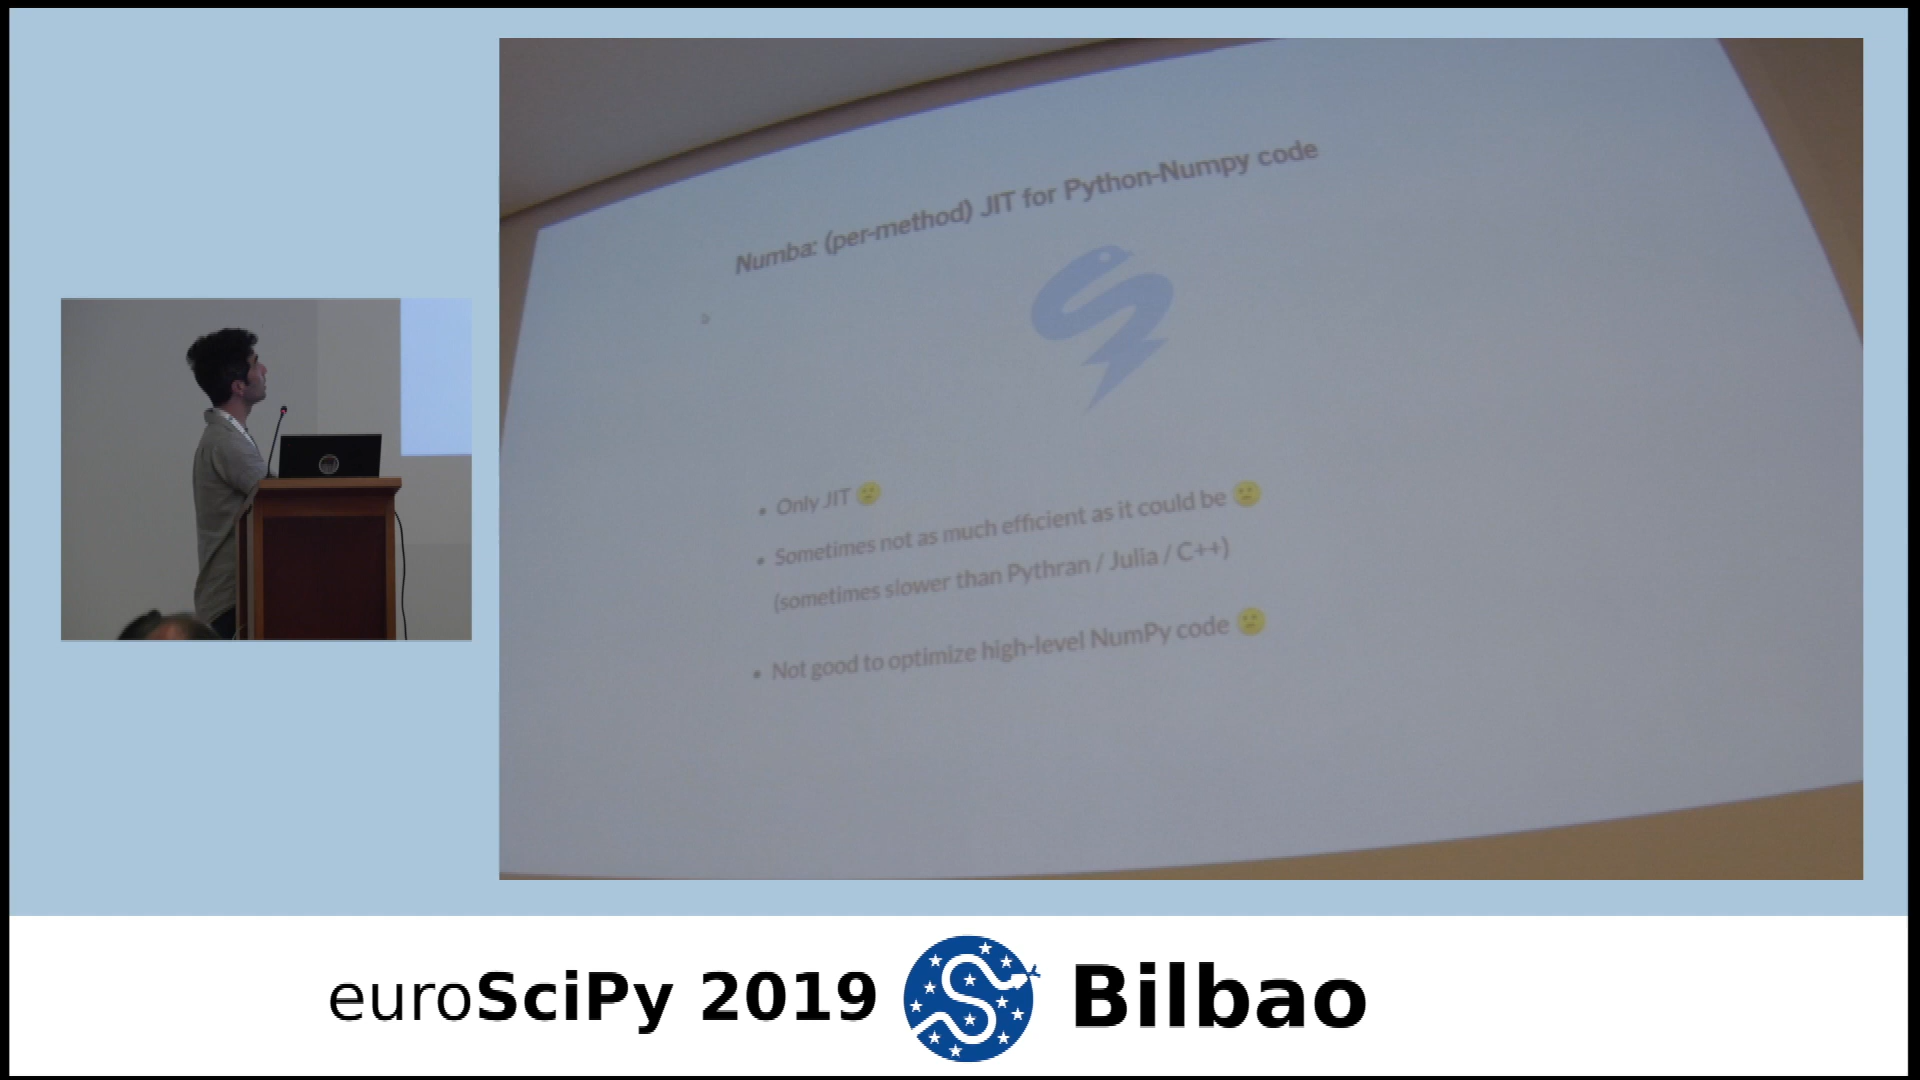 Numba: (per-method) JIT for Python-Numpy code
• Only JIT 🙁
• Sometimes not as much efficient as it could be 🙁
(sometimes slower than Pythran / Julia / C++)
• Not good to optimize high-level NumPy code 🙁
euroSciPy 2019 Bilbao